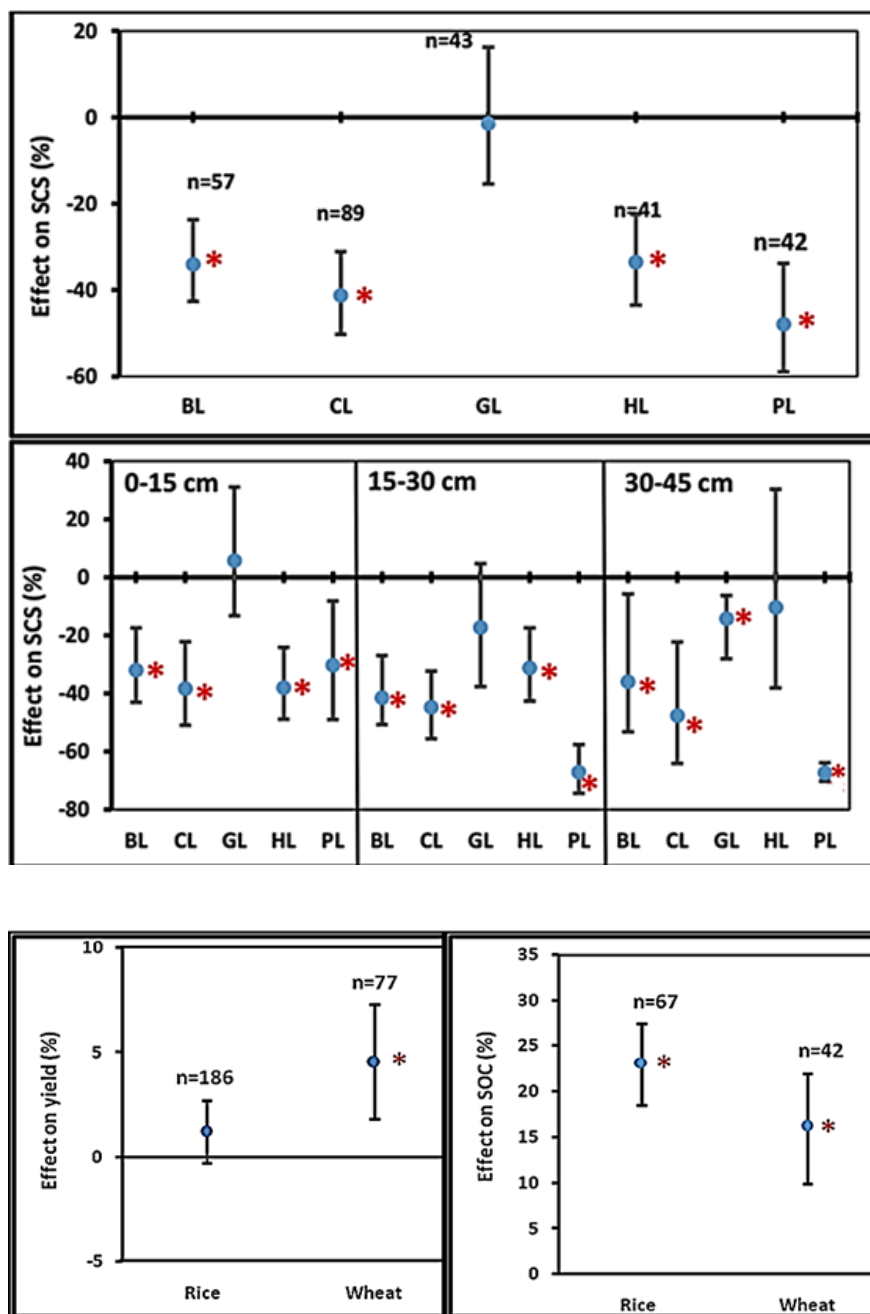 Effect on SCS (%)
20
0
-20
-40
-60
n=57
n=89
n=43
n=41
n=42
*
*
*
*
BL CL GL HL PL
Effect on SCS (%)
40
20
0
-20
-40
-60
-80
0-15 cm 15-30 cm 30-45 cm
*
*
*
*
*
*
*
*
*
*
*
*
BL CL GL HL PL BL CL GL HL PL BL CL GL HL PL
Effect on yield (%)
10
5
0
-5
n=186
n=77
*
Rice Wheat
Effect on SOC (%)
35
30
25
20
15
10
5
0
n=67
n=42
*
*
Rice Wheat